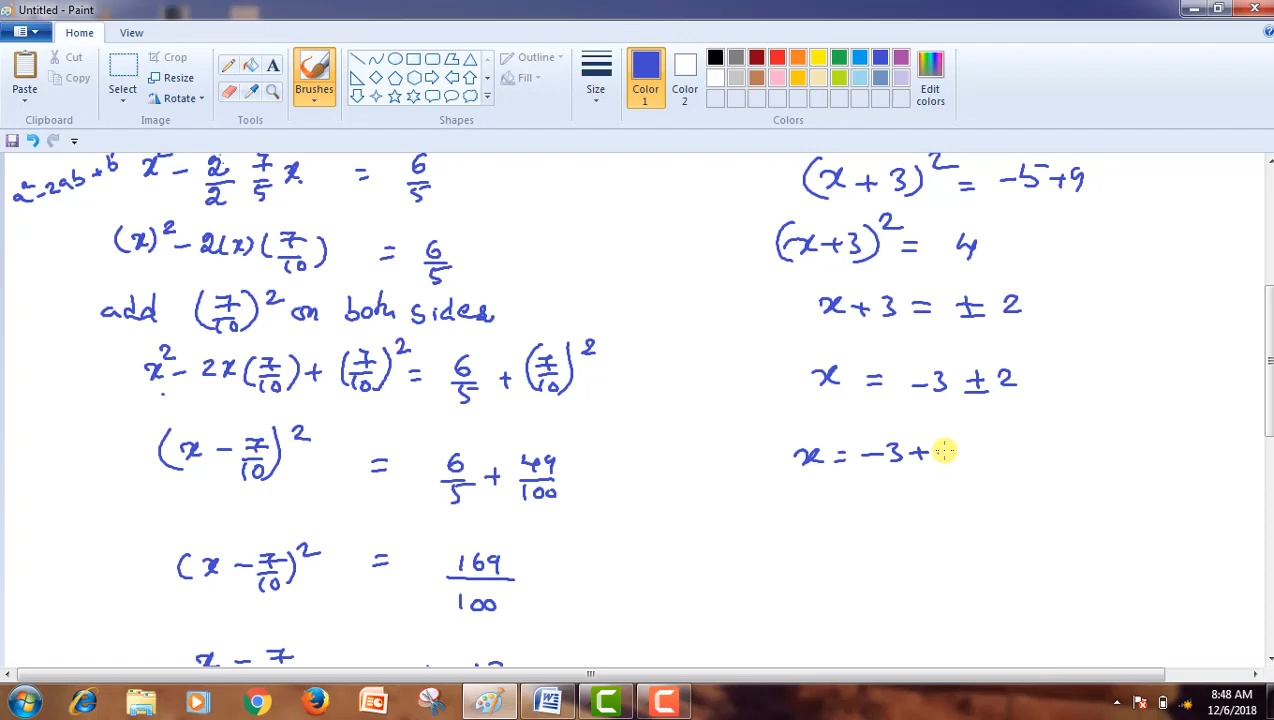 Untitled - Paint
Home View
Paste
Cut
Copy
Clipboard
Select
Crop
Resize
Rotate
Image
A
Tools
Brushes
Outline
Fill
Shapes
Size
Color 1
Color 2
Edit colors
Colors
a² - 2ab + b² x² - 2/2 7/5 x = 6/5
(x)² - 2(x)(7/10) = 6/5
add (7/10)² on both sides
x² - 2x(7/10) + (7/10)² = 6/5 + (7/10)²
(x - 7/10)² = 6/5 + 49/100
(x - 7/10)² = 169/100
x - 7
(x + 3)² = -5 + 9
(x + 3)² = 4
x + 3 = ± 2
x = -3 ± 2
x = -3 +
8:48 AM
12/6/2018